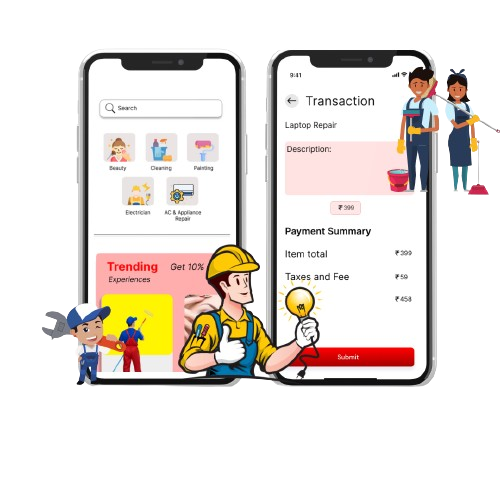 Search
Beauty
Cleaning
Painting
Electrician
AC & Appliance
Repair
Trending
Get 10%
Experiences
9:41
Transaction
Laptop Repair
Description:
₹ 399
Payment Summary
Item total ₹ 399
Taxes and Fee ₹ 59
₹ 458
Submit